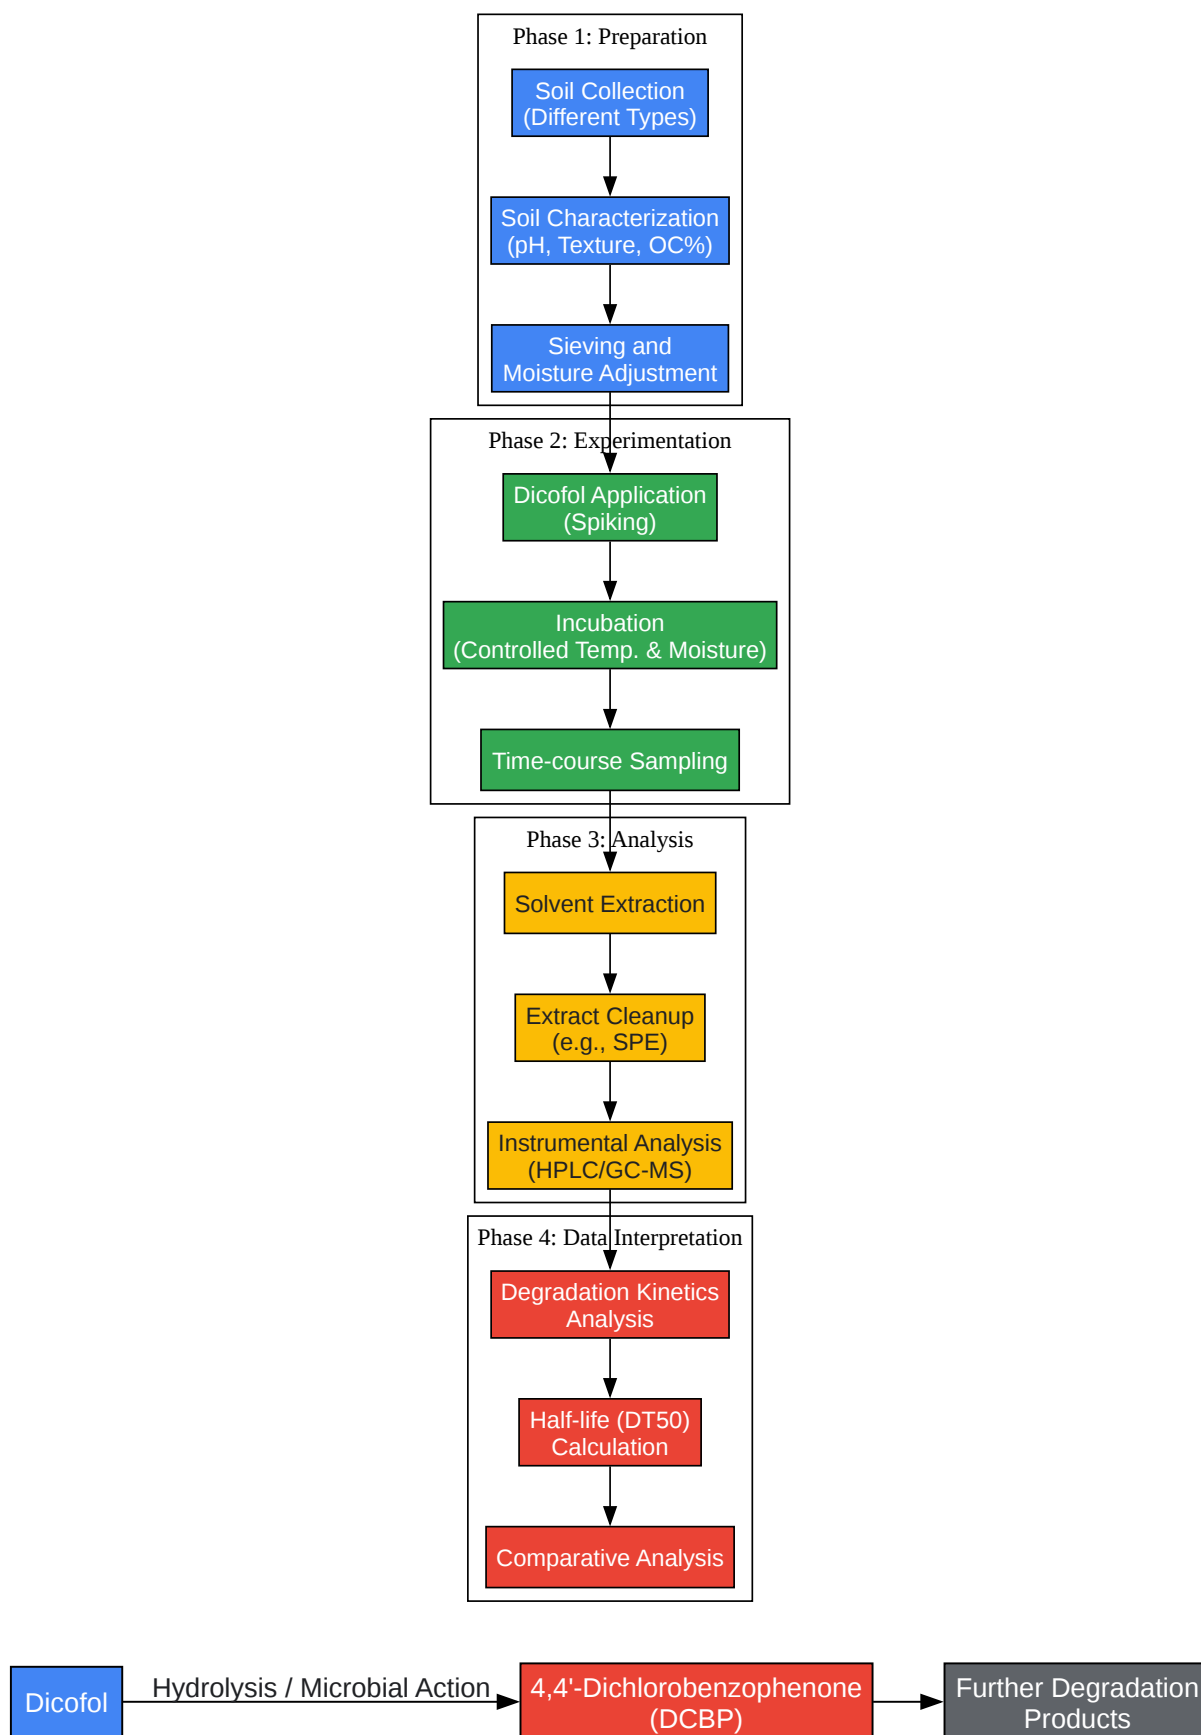 Phase 1: Preparation
Soil Collection
(Different Types)
Soil Characterization
(pH, Texture, OC%)
Sieving and
Moisture Adjustment
Phase 2: Experimentation
Dicofol Application
(Spiking)
Incubation
(Controlled Temp. & Moisture)
Time-course Sampling
Phase 3: Analysis
Solvent Extraction
Extract Cleanup
(e.g., SPE)
Instrumental Analysis
(HPLC/GC-MS)
Phase 4: Data Interpretation
Degradation Kinetics
Analysis
Half-life (DT50)
Calculation
Comparative Analysis
Dicofol
Hydrolysis / Microbial Action
4,4'-Dichlorobenzophenone
(DCBP)
Further Degradation
Products